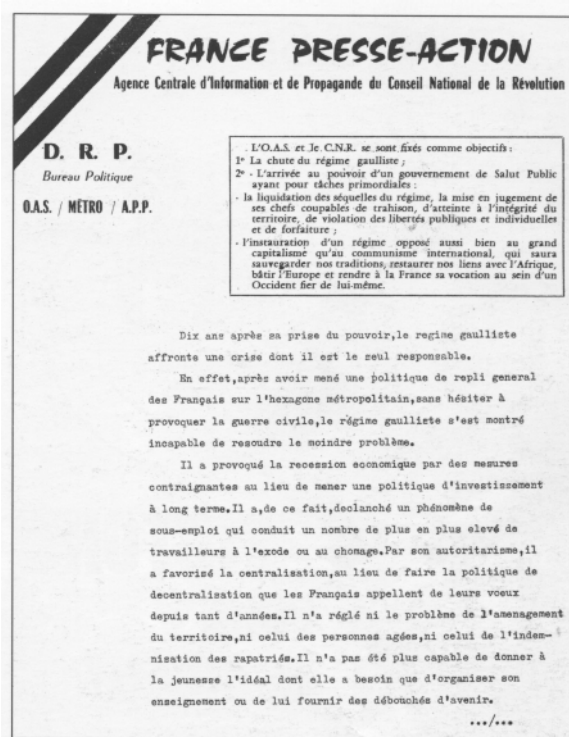 FRANCE PRESSE-ACTION
Agence Centrale d'Information et de Propagande du Conseil National de la Révolution
D. R. P.
Bureau Politique
O.A.S. / MÉTRO / A.P.P.
. L'O.A.S. et le C.N.R. se sont fixés comme objectifs :
1° La chute du régime gaulliste ;
2° - L'arrivée au pouvoir d'un gouvernement de Salut Public
ayant pour tâches primordiales :
- la liquidation des séquelles du régime, la mise en jugement de
ses chefs coupables de trahison, d'atteinte à l'intégrité du
territoire, de violation des libertés publiques et individuelles
et de forfaiture ;
- l'instauration d'un régime opposé aussi bien au grand
capitalisme qu'au communisme international, qui saura
sauvegarder nos traditions, restaurer nos liens avec l'Afrique,
bâtir l'Europe et rendre à la France sa vocation au sein d'un
Occident fier de lui-même.
Dix ans après sa prise du pouvoir,le regime gaulliste
affronte une crise dont il est le seul responsable.
En effet,après avoir mené une politique de repli general
des Français sur l'hexagone métropolitain,sans hésiter à
provoquer la guerre civile,le régime gaulliste s'est montré
incapable de resoudre le moindre problème.
Il a provoqué la recession economique par des mesures
contraignantes au lieu de mener une politique d'investissement
à long terme.Il a,de ce fait,declanché un phénomène de
sous-emploi qui conduit un nombre de plus en plus elevé de
travailleurs à l'exode ou au chomage.Par son autoritarisme,il
a favorisé la centralisation,au lieu de faire la politique de
decentralisation que les Français appellent de leurs voeux
depuis tant d'années.Il n'a réglé ni le problème de l'amenagement
du territoire,ni celui des personnes agées,ni celui de l'indem-
nisation des rapatriés.Il n'a pas été plus capable de donner à
la jeunesse l'idéal dont elle a besoin que d'organiser son
enseignement ou de lui fournir des débouchés d'avenir.
.../...